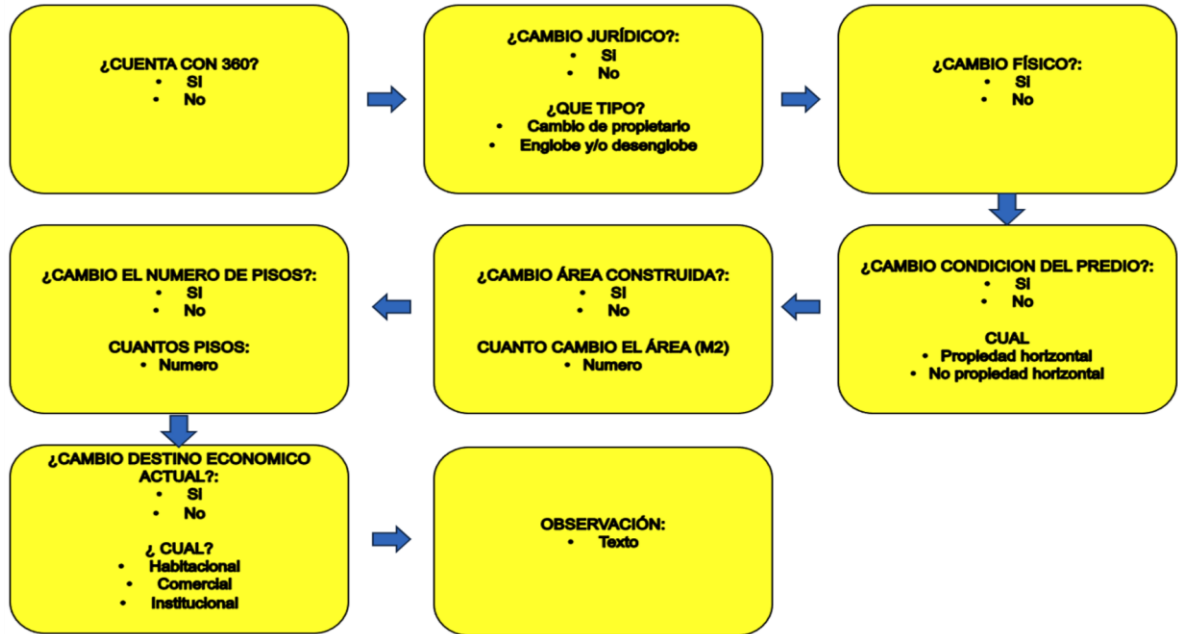 ¿CUENTA CON 360?
• SI
• No
¿CAMBIO JURÍDICO?:
• SI
• No
¿QUE TIPO?
• Cambio de propietario
• Englobe y/o desenglobe
¿CAMBIO FÍSICO?:
• SI
• No
¿CAMBIO CONDICION DEL PREDIO?:
• SI
• No
CUAL
• Propiedad horizontal
• No propiedad horizontal
¿CAMBIO ÁREA CONSTRUIDA?:
• SI
• No
CUANTO CAMBIO EL ÁREA (M2)
• Numero
¿CAMBIO EL NUMERO DE PISOS?:
• SI
• No
CUANTOS PISOS:
• Numero
¿CAMBIO DESTINO ECONOMICO
ACTUAL?:
• SI
• No
¿ CUAL?
• Habitacional
• Comercial
• Institucional
OBSERVACIÓN:
• Texto